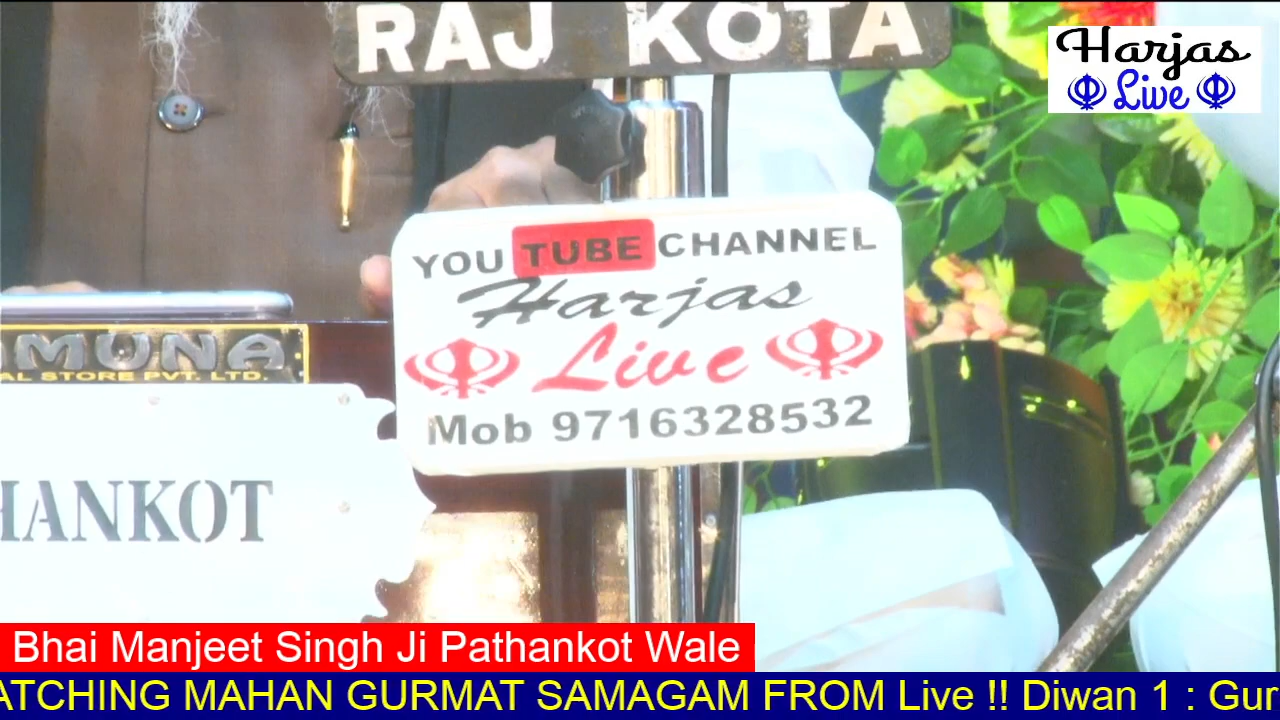 RAJ KOTA
Harjas
Live
YOU TUBE CHANNEL
Harjas
Live
Mob 9716328532
AL STORE PVT. LTD.
HANKOT
Bhai Manjeet Singh Ji Pathankot Wale
ATCHING MAHAN GURMAT SAMAGAM FROM Live !! Diwan 1 : Gur